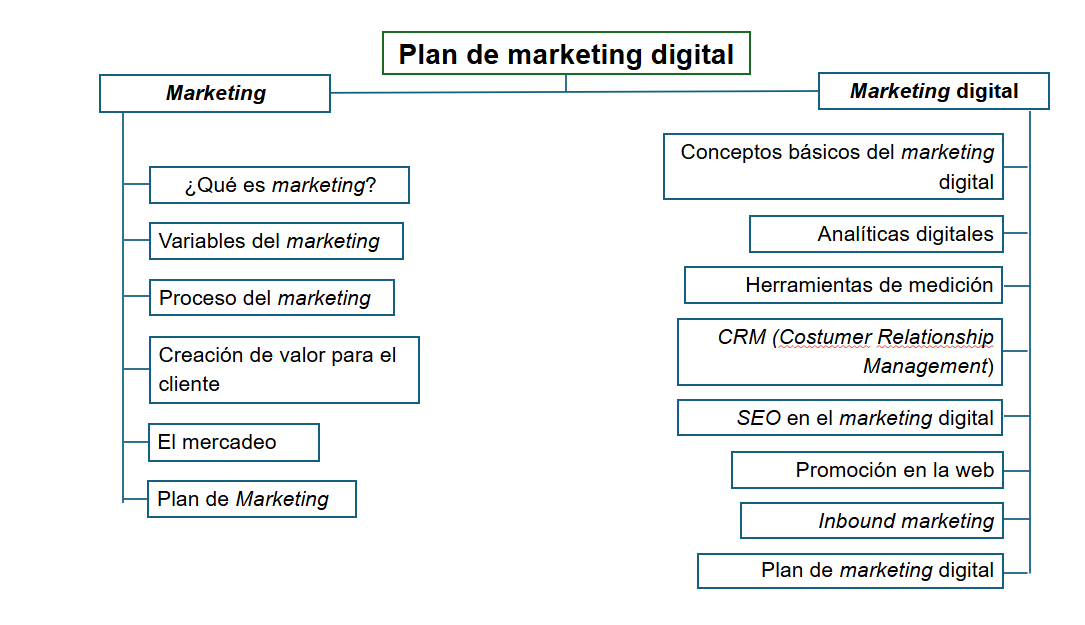 Plan de marketing digital
Marketing
¿Qué es marketing?
Variables del marketing
Proceso del marketing
Creación de valor para el
cliente
El mercadeo
Plan de Marketing
Marketing digital
Conceptos básicos del marketing
digital
Analíticas digitales
Herramientas de medición
CRM (Costumer Relationship
Management)
SEO en el marketing digital
Promoción en la web
Inbound marketing
Plan de marketing digital